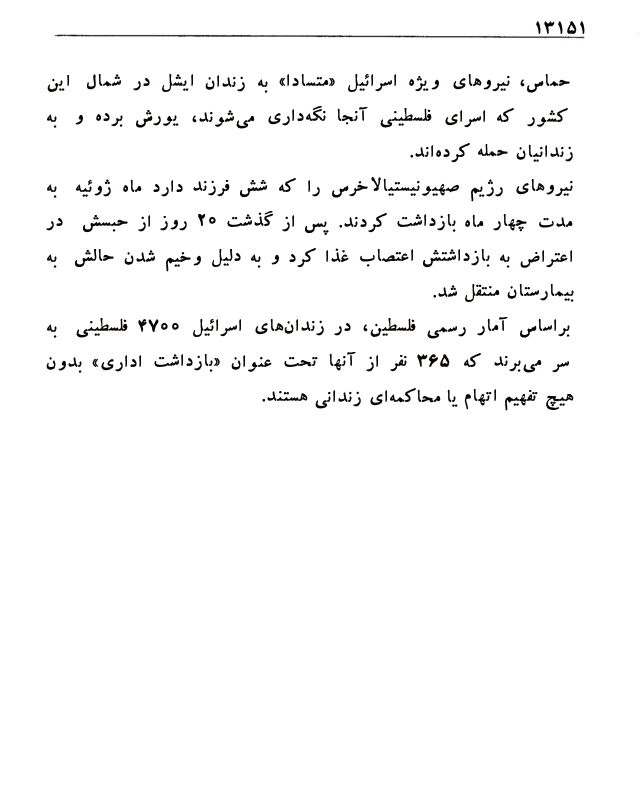 ۱۳۱۵۱
حماس، نیروهای ویژه اسرائیل «متسادا» به زندان ایشل در شمال این
کشور که اسرای فلسطینی آنجا نگه‌داری می‌شوند، یورش برده و به
زندانیان حمله کرده‌اند.
نیروهای رژیم صهیونیستیالاخرس را که شش فرزند دارد ماه ژوئیه به
مدت چهار ماه بازداشت کردند. پس از گذشت ۲۰ روز از حبسش در
اعتراض به بازداشتش اعتصاب غذا کرد و به دلیل وخیم شدن حالش به
بیمارستان منتقل شد.
براساس آمار رسمی فلسطین، در زندان‌های اسرائیل ۴۷۰۰ فلسطینی به
سر می‌برند که ۳۶۵ نفر از آنها تحت عنوان «بازداشت اداری» بدون
هیچ تفهیم اتهام یا محاکمه‌ای زندانی هستند.